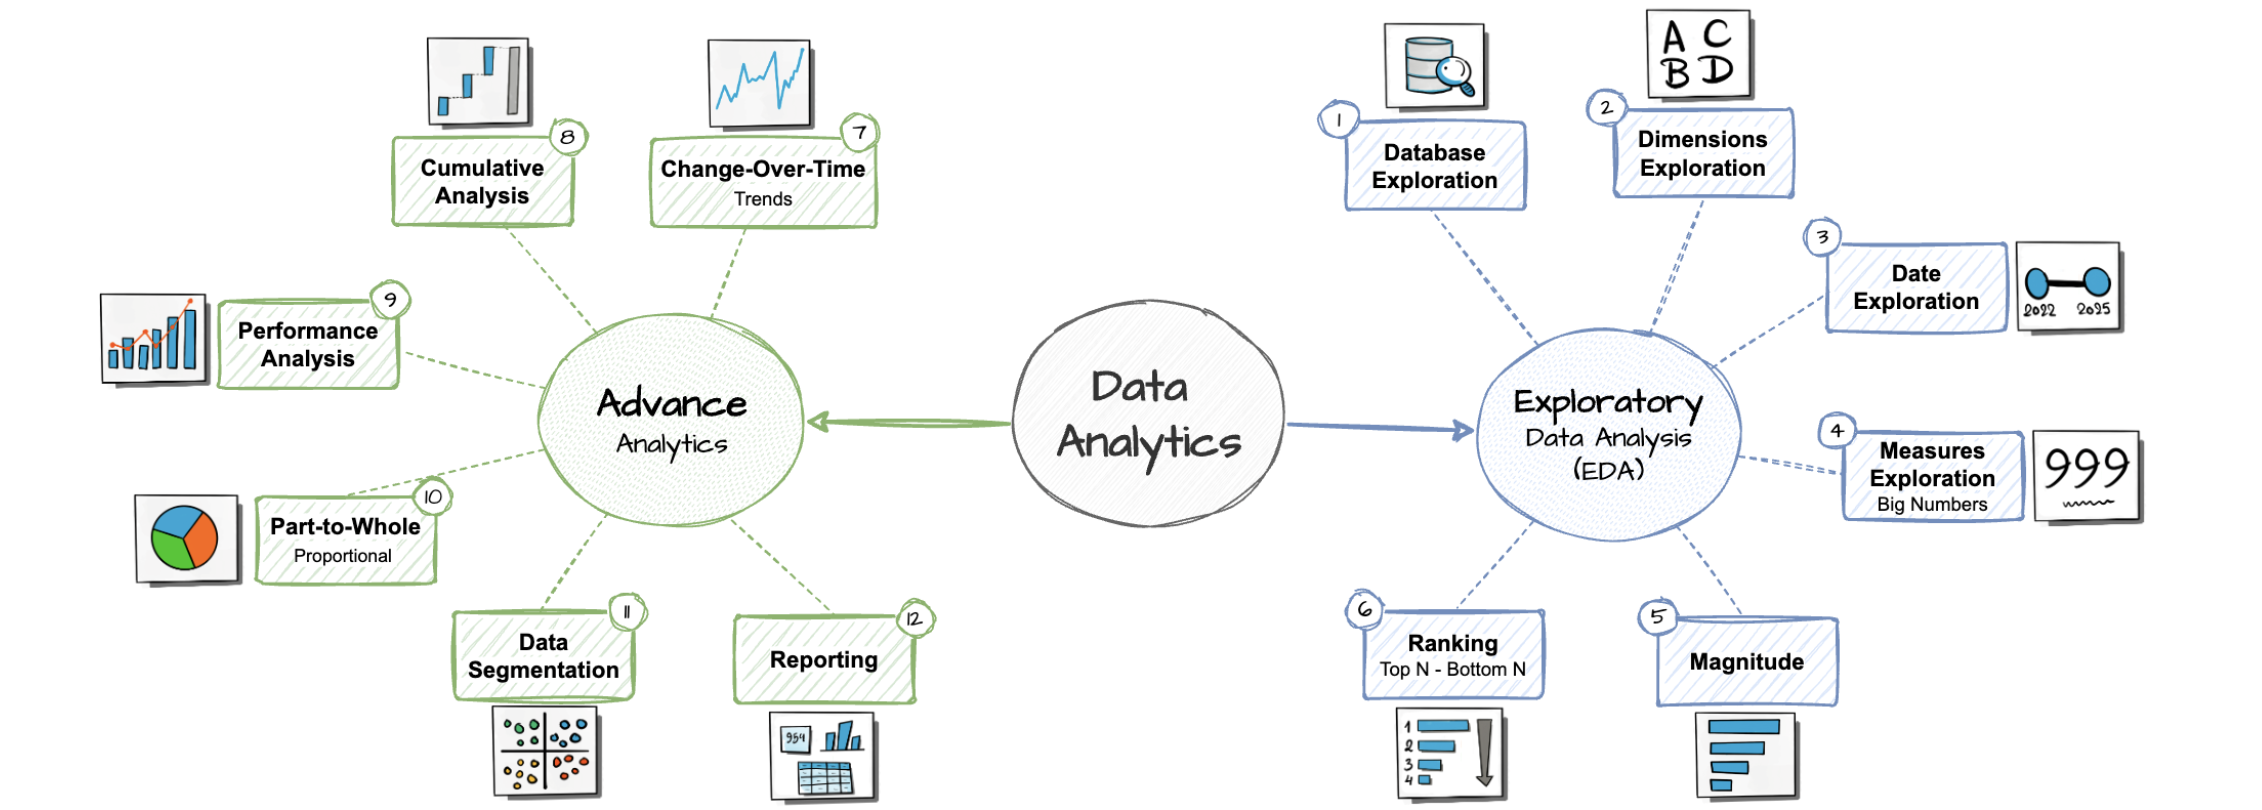 Data
Analytics
Exploratory
Data Analysis
(EDA)
1
Database
Exploration
A C
B D
2
Dimensions
Exploration
3
Date
Exploration
2022 2025
4
Measures
Exploration
Big Numbers
999
5
Magnitude
6
Ranking
Top N - Bottom N
1
2
3
4
Advance
Analytics
7
Change-Over-Time
Trends
8
Cumulative
Analysis
9
Performance
Analysis
10
Part-to-Whole
Proportional
11
Data
Segmentation
12
Reporting
954